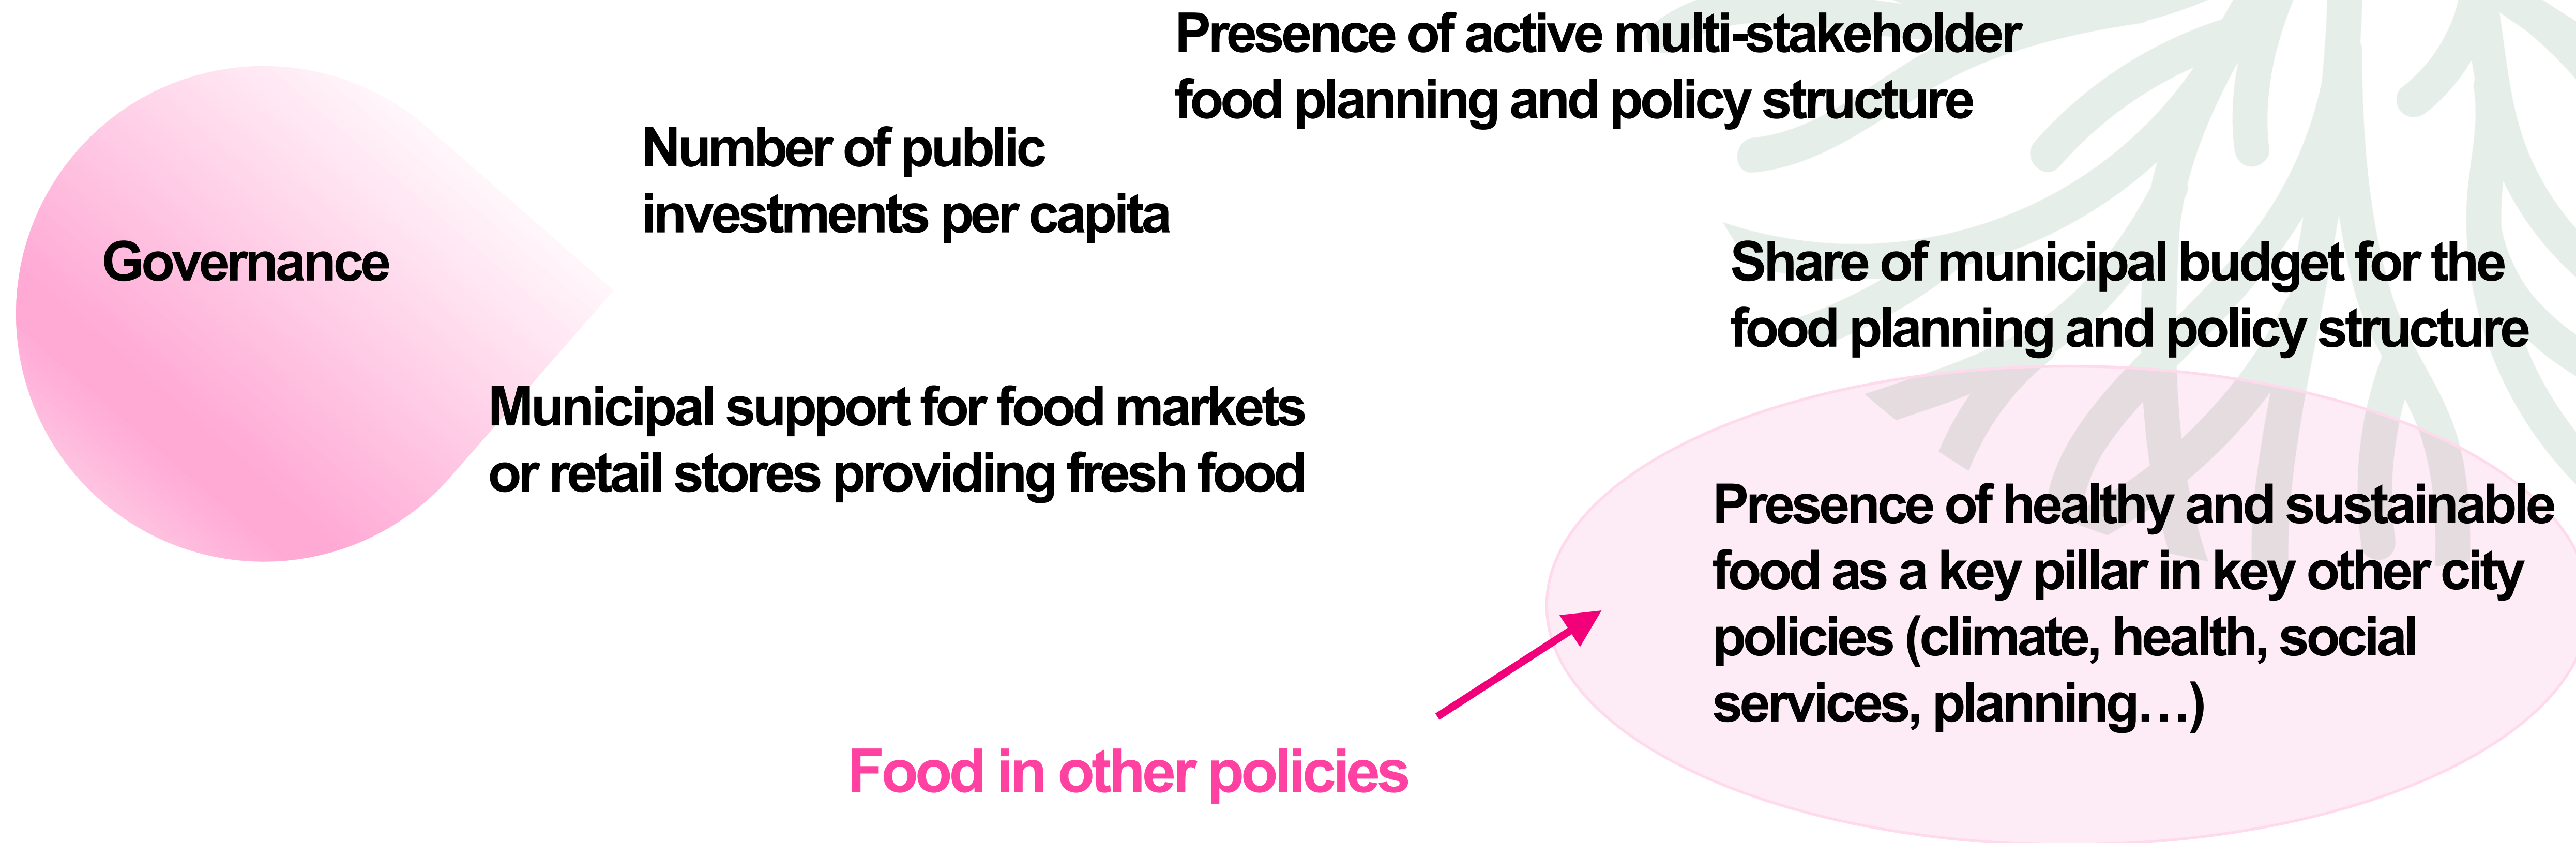 Presence of active multi-stakeholder
food planning and policy structure
Number of public
investments per capita
Governance
Share of municipal budget for the
food planning and policy structure
Municipal support for food markets
or retail stores providing fresh food
Presence of healthy and sustainable
food as a key pillar in key other city
policies (climate, health, social
services, planning…)
Food in other policies